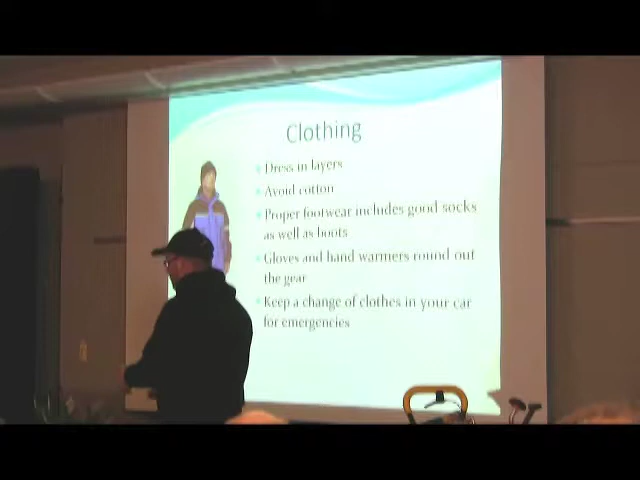 Clothing
Dress in layers
Avoid cotton
Proper footwear includes good socks
as well as boots
Gloves and hand warmers round out
the gear
Keep a change of clothes in your car
for emergencies